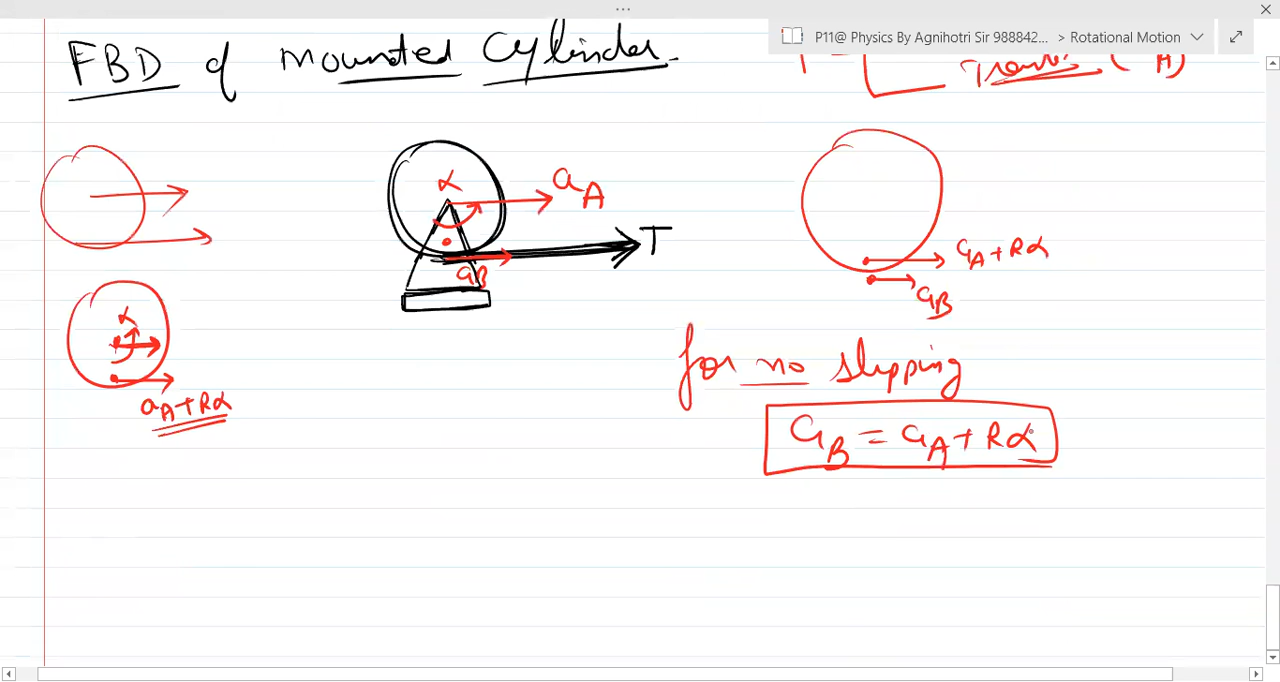 FBD of mounted cylinder.
P11@ Physics By Agnihotri Sir 988842... > Rotational Motion
α
a_A
T
a_B
a_A+Rα
a_B
α
a_A+Rα
for no slipping
a_B = a_A + Rα